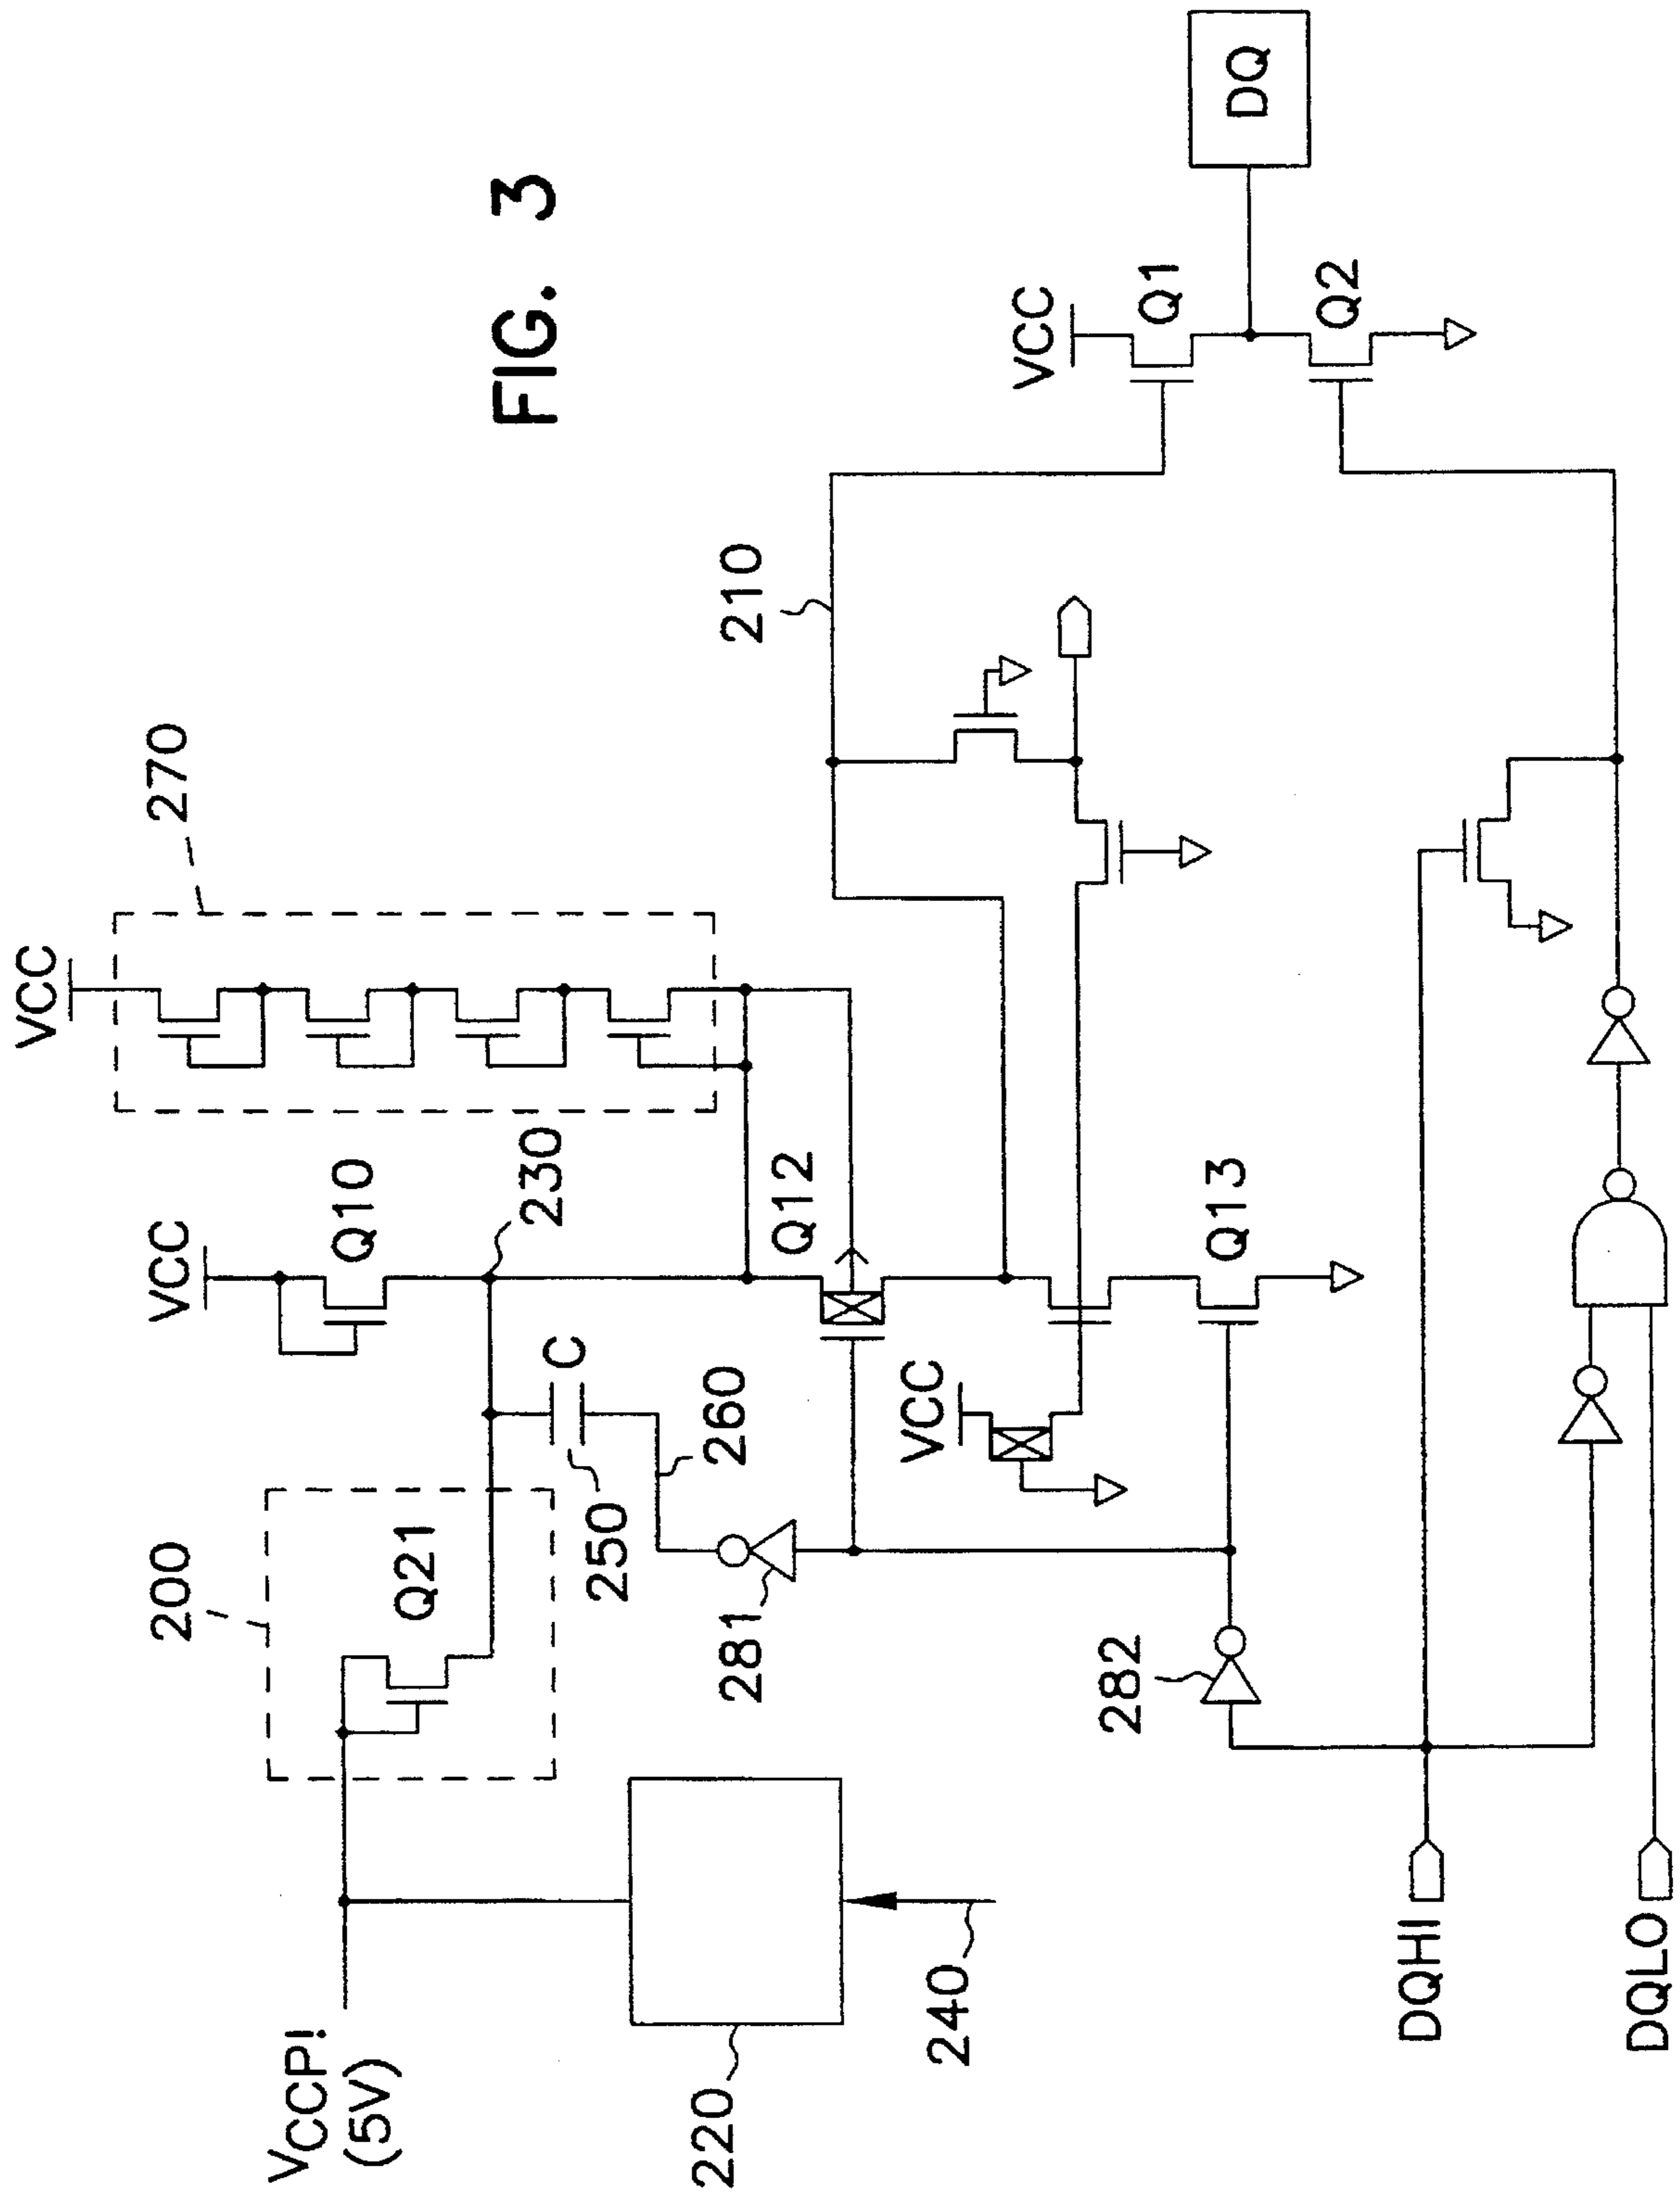 FIG. 3
VCC
270
VCC
Q10
230
200
Q21
C
250
260
281
Q12
VCC
Q13
282
210
VCC
Q1
Q2
DQ
VCCP!
(5V)
220
240
DQHI
DQLO